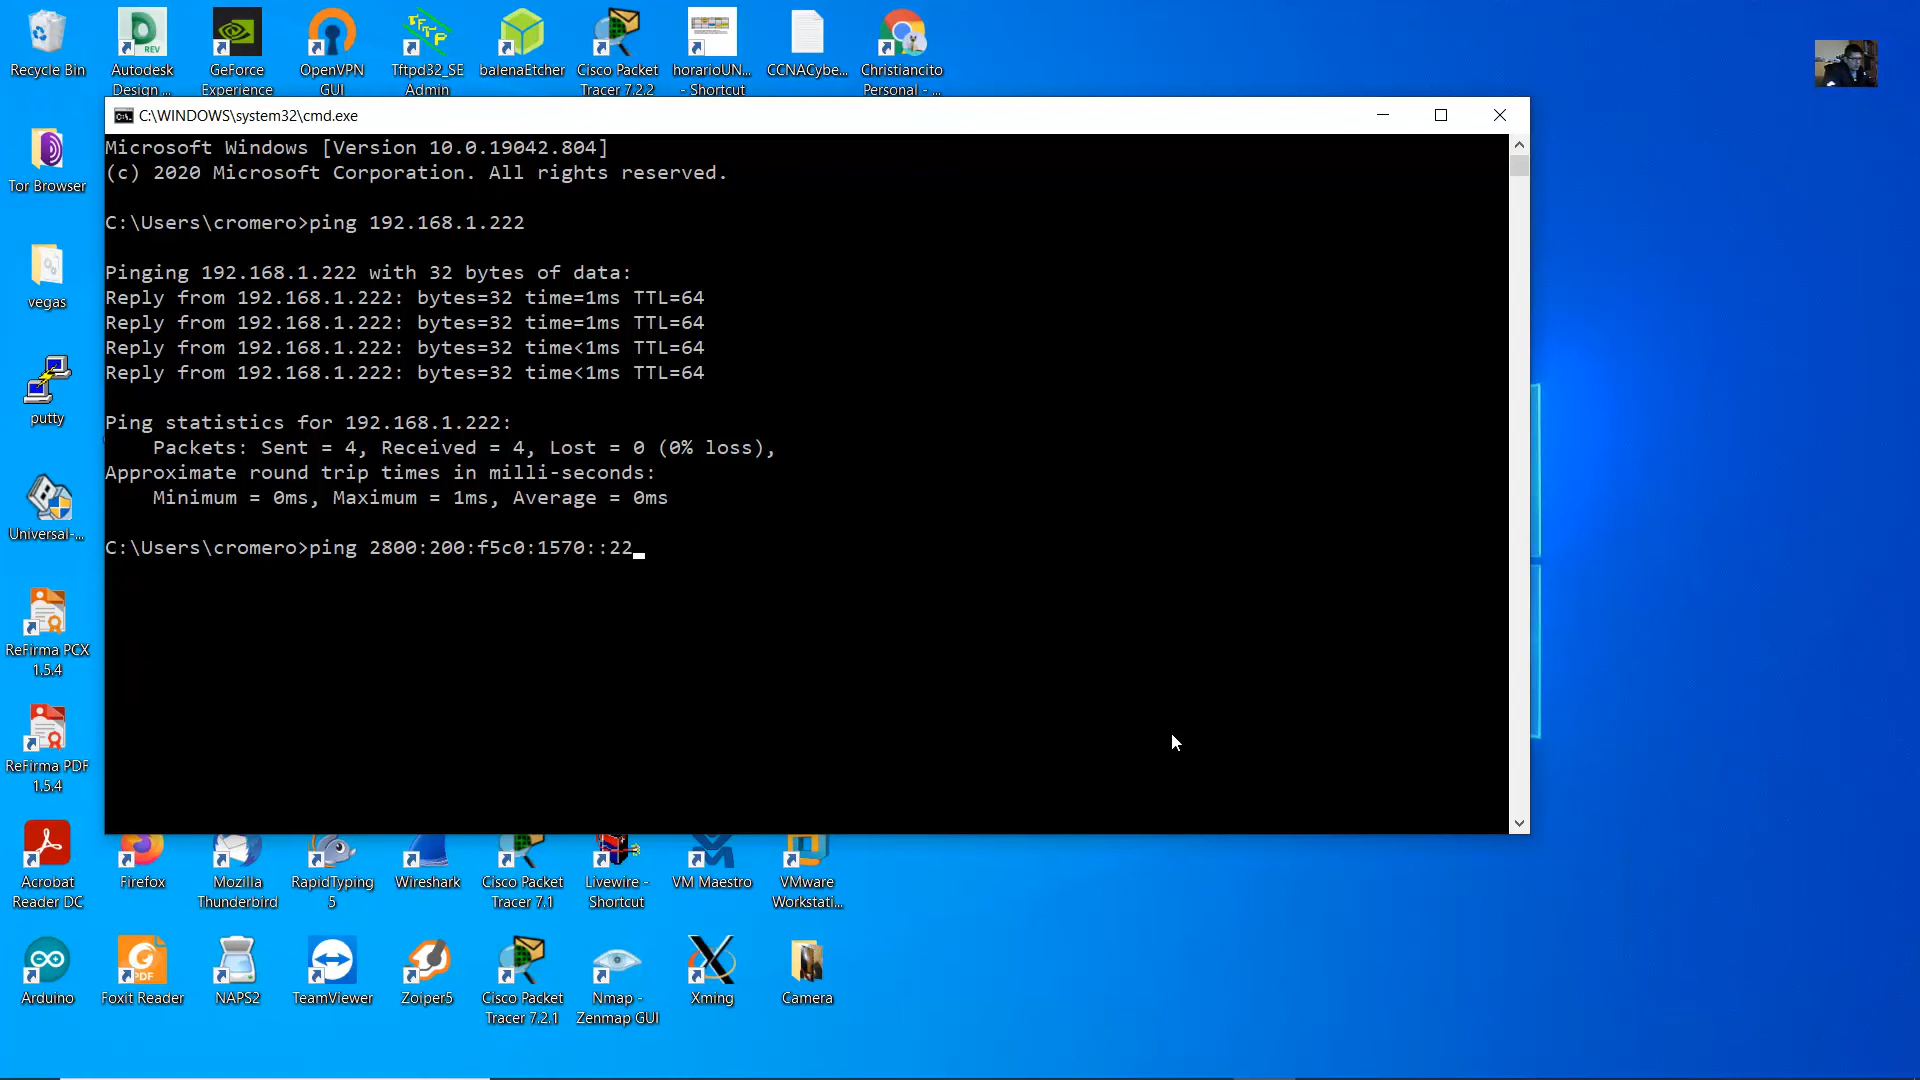 Recycle Bin
Autodesk
Design ...
GeForce
Experience
OpenVPN
GUI
Tftpd32_SE
Admin
balenaEtcher
Cisco Packet
Tracer 7.2.2
horarioUN...
- Shortcut
CCNACybe...
Christiancito
Personal - ...
Tor Browser
vegas
putty
Universal-...
ReFirma PCX
1.5.4
ReFirma PDF
1.5.4
C:\WINDOWS\system32\cmd.exe
Microsoft Windows [Version 10.0.19042.804]
(c) 2020 Microsoft Corporation. All rights reserved.
C:\Users\cromero>ping 192.168.1.222
Pinging 192.168.1.222 with 32 bytes of data:
Reply from 192.168.1.222: bytes=32 time=1ms TTL=64
Reply from 192.168.1.222: bytes=32 time=1ms TTL=64
Reply from 192.168.1.222: bytes=32 time<1ms TTL=64
Reply from 192.168.1.222: bytes=32 time<1ms TTL=64
Ping statistics for 192.168.1.222:
Packets: Sent = 4, Received = 4, Lost = 0 (0% loss),
Approximate round trip times in milli-seconds:
Minimum = 0ms, Maximum = 1ms, Average = 0ms
C:\Users\cromero>ping 2800:200:f5c0:1570::22_
Acrobat
Reader DC
Firefox
Mozilla
Thunderbird
RapidTyping
5
Wireshark
Cisco Packet
Tracer 7.1
Livewire -
Shortcut
VM Maestro
VMware
Workstati...
Arduino
Foxit Reader
NAPS2
TeamViewer
Zoiper5
Cisco Packet
Tracer 7.2.1
Nmap -
Zenmap GUI
Xming
Camera